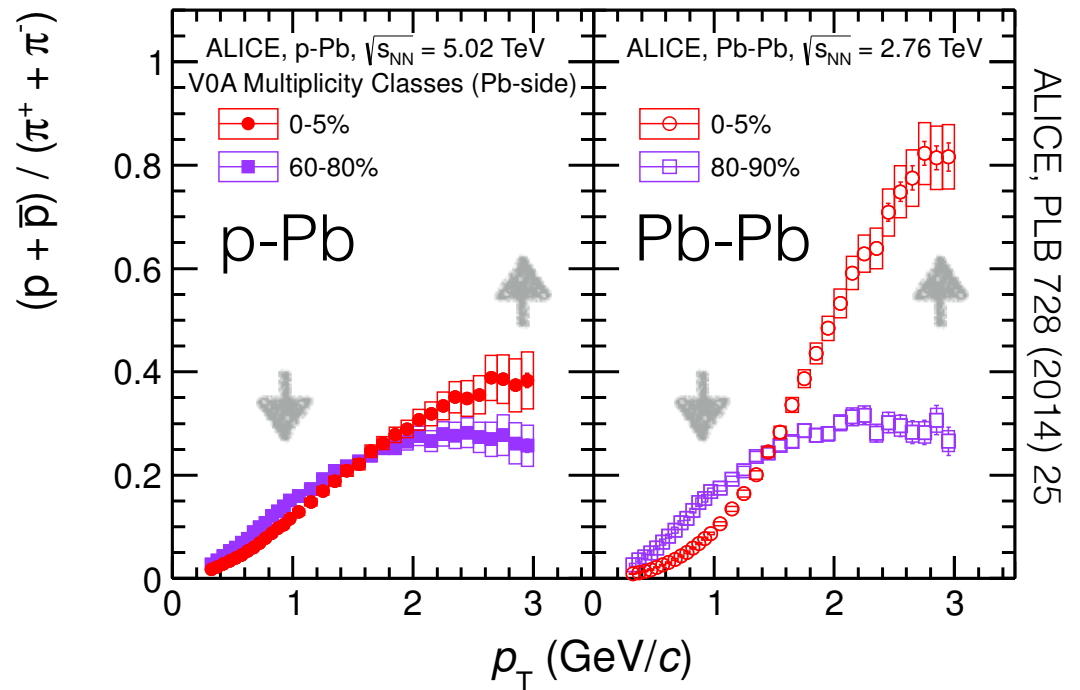 (p + p̅) / (π⁺ + π⁻)
1
0.8
0.6
0.4
0.2
0
ALICE, p-Pb, √s_NN = 5.02 TeV
V0A Multiplicity Classes (Pb-side)
0-5%
60-80%
p-Pb
0 1 2 3
ALICE, Pb-Pb, √s_NN = 2.76 TeV
0-5%
80-90%
Pb-Pb
0 1 2 3
p_T (GeV/c)
ALICE, PLB 728 (2014) 25